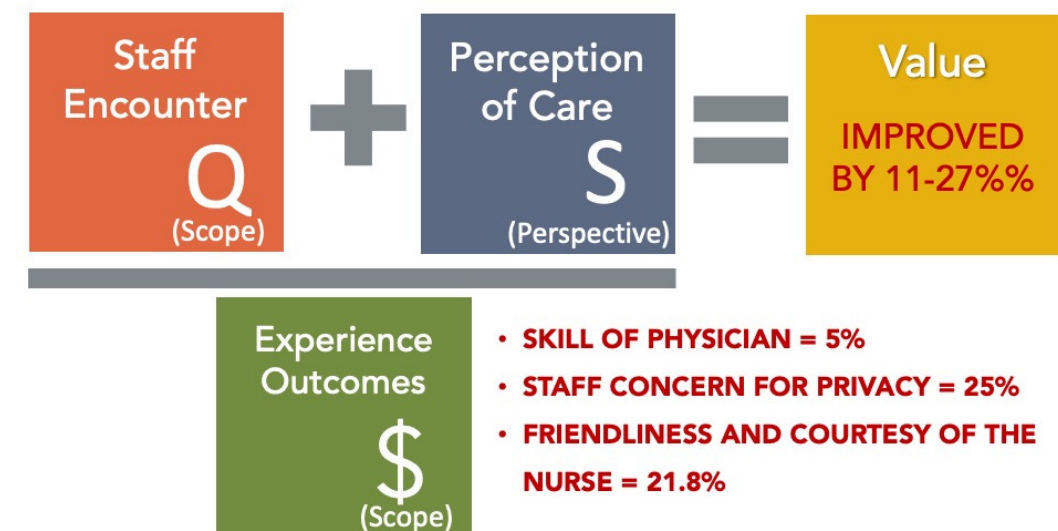 Staff
Encounter
Q
(Scope)
Perception
of Care
S
(Perspective)
Value
IMPROVED
BY 11-27%%
Experience
Outcomes
$
(Scope)
• SKILL OF PHYSICIAN = 5%
• STAFF CONCERN FOR PRIVACY = 25%
• FRIENDLINESS AND COURTESY OF THE
NURSE = 21.8%